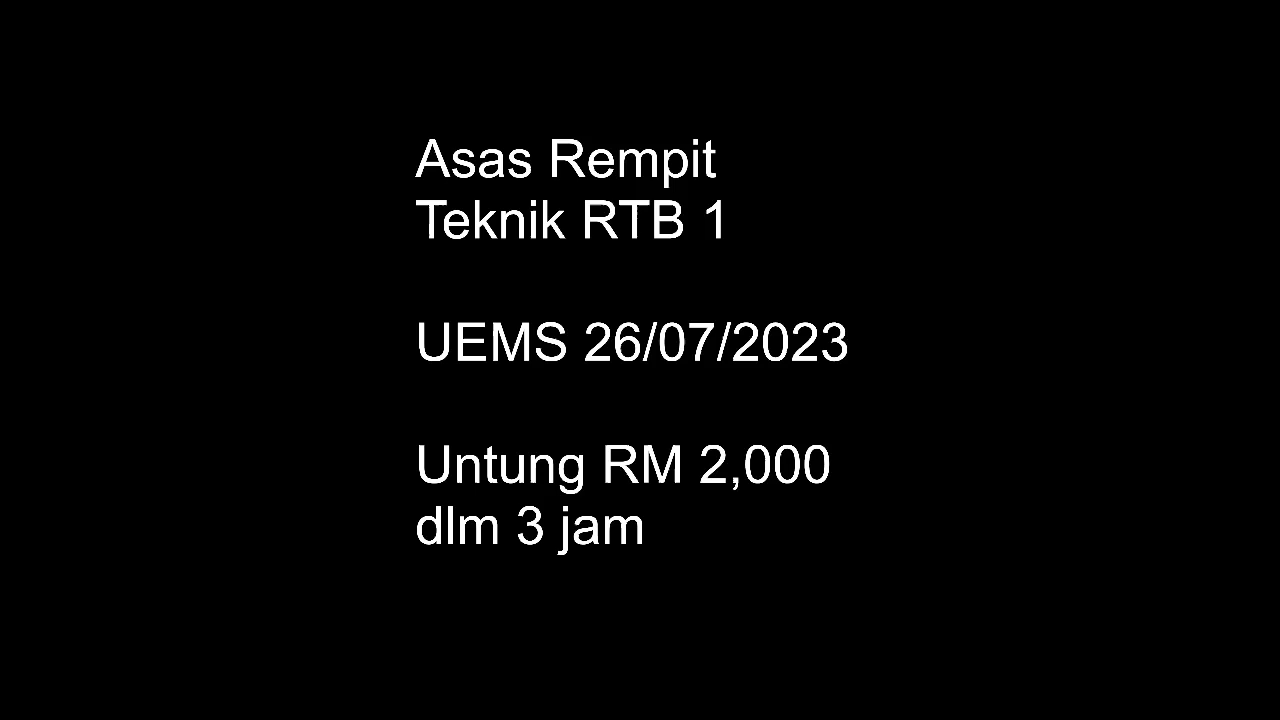 Asas Rempit
Teknik RTB 1
UEMS 26/07/2023
Untung RM 2,000
dlm 3 jam